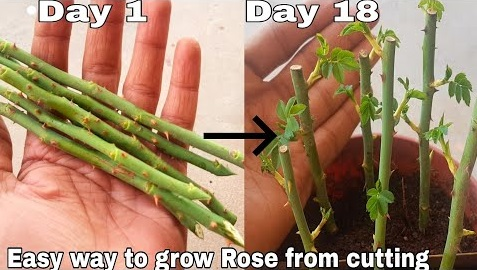 Day 1
Day 18
Easy way to grow Rose from cutting